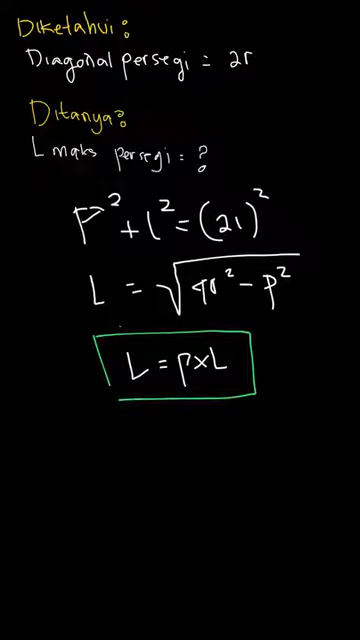 Diketahui:
Diagonal persegi = 2r
Ditanya:
L maks persegi = ?
P² + l² = (2r)²
L = √4r² - P²
L = P x L